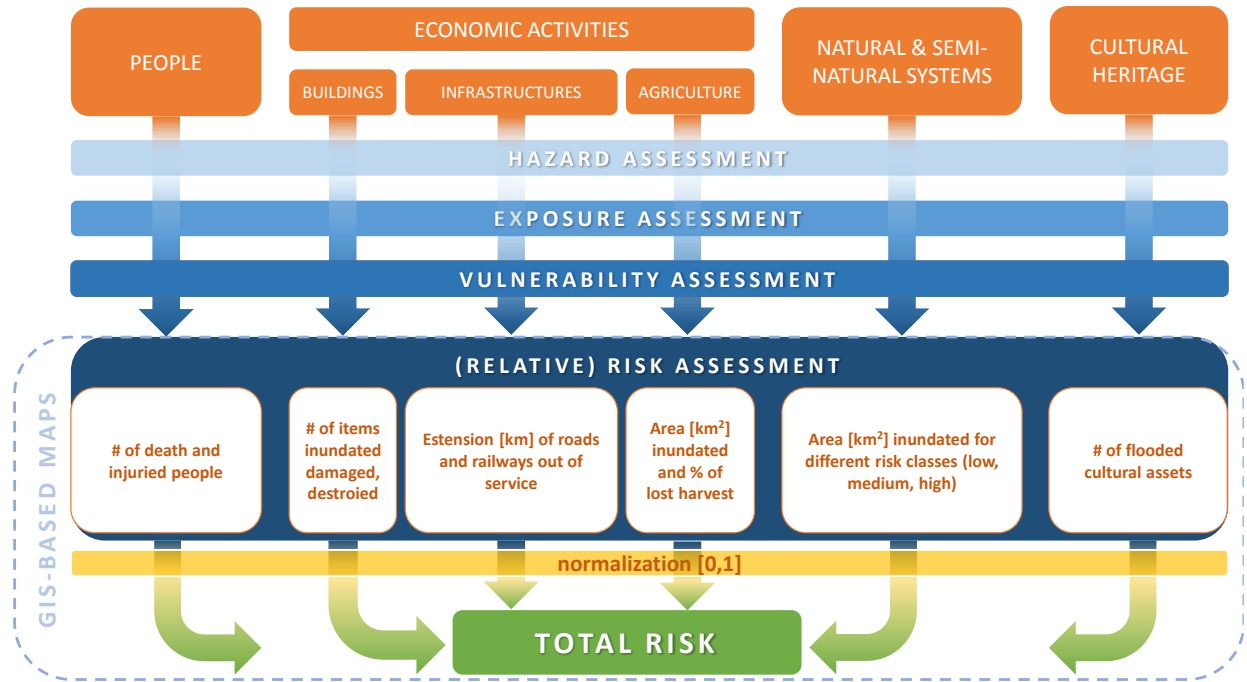 PEOPLE
ECONOMIC ACTIVITIES
BUILDINGS
INFRASTRUCTURES
AGRICULTURE
NATURAL & SEMI-
NATURAL SYSTEMS
CULTURAL
HERITAGE
HAZARD ASSESSMENT
EXPOSURE ASSESSMENT
VULNERABILITY ASSESSMENT
GIS-BASED MAPS
(RELATIVE) RISK ASSESSMENT
# of death and
injuried people
# of items
inundated
damaged,
destroied
Estension [km] of roads
and railways out of
service
Area [km²]
inundated
and % of
lost harvest
Area [km²] inundated for
different risk classes (low,
medium, high)
# of flooded
cultural assets
normalization [0,1]
TOTAL RISK